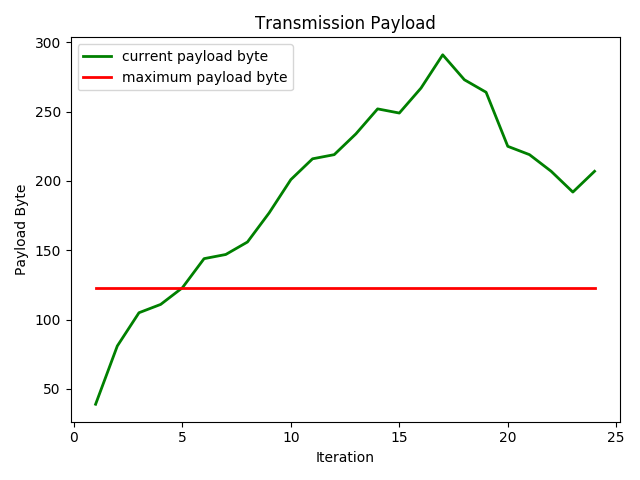 Transmission Payload
current payload byte
maximum payload byte
300
250
200
150
100
50
Payload Byte
0 5 10 15 20 25
Iteration